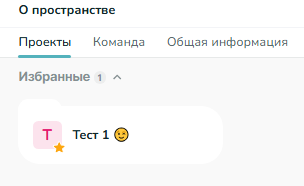 О пространстве
Проекты Команда Общая информация
Избранные 1
Т Тест 1 😉